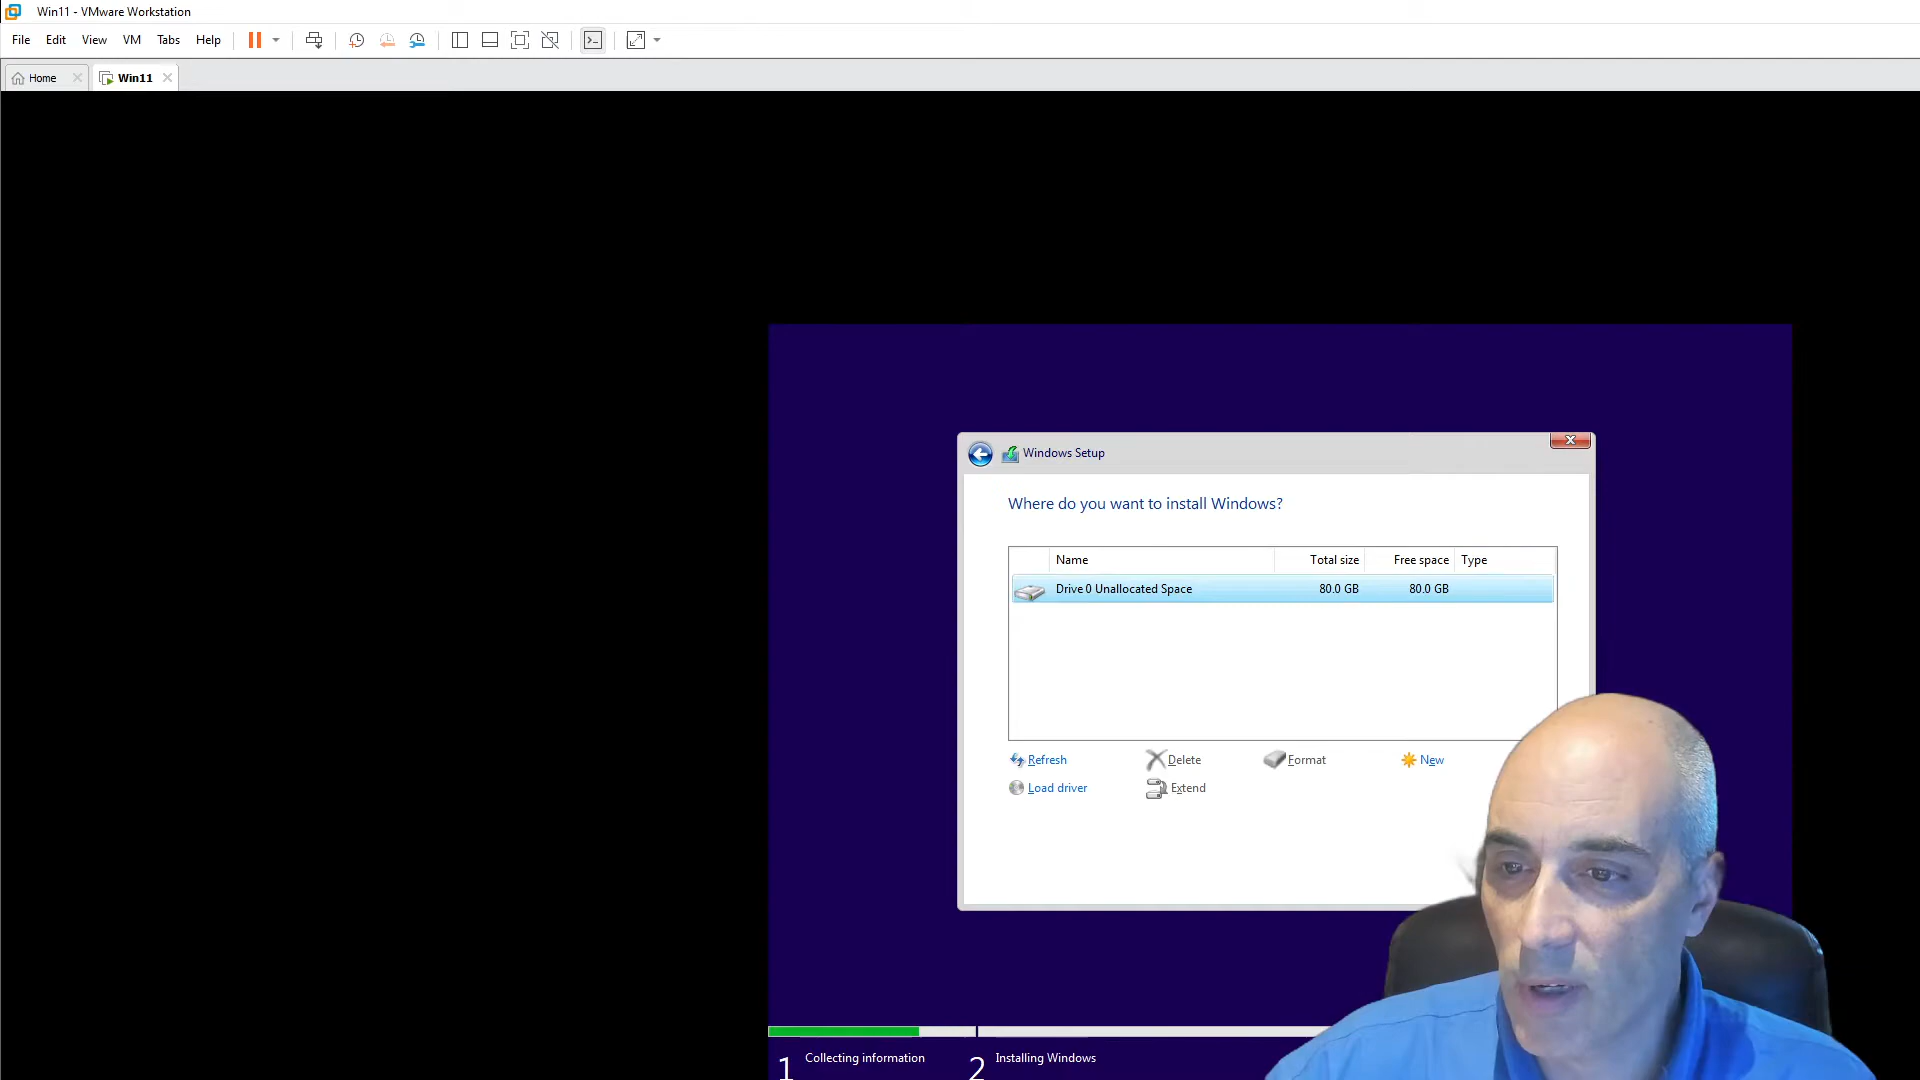 Win11 - VMware Workstation
File Edit View VM Tabs Help
Home Win11
Windows Setup
Where do you want to install Windows?
Name Total size Free space Type
Drive 0 Unallocated Space 80.0 GB 80.0 GB
Refresh Delete Format New
Load driver Extend
1 Collecting information 2 Installing Windows